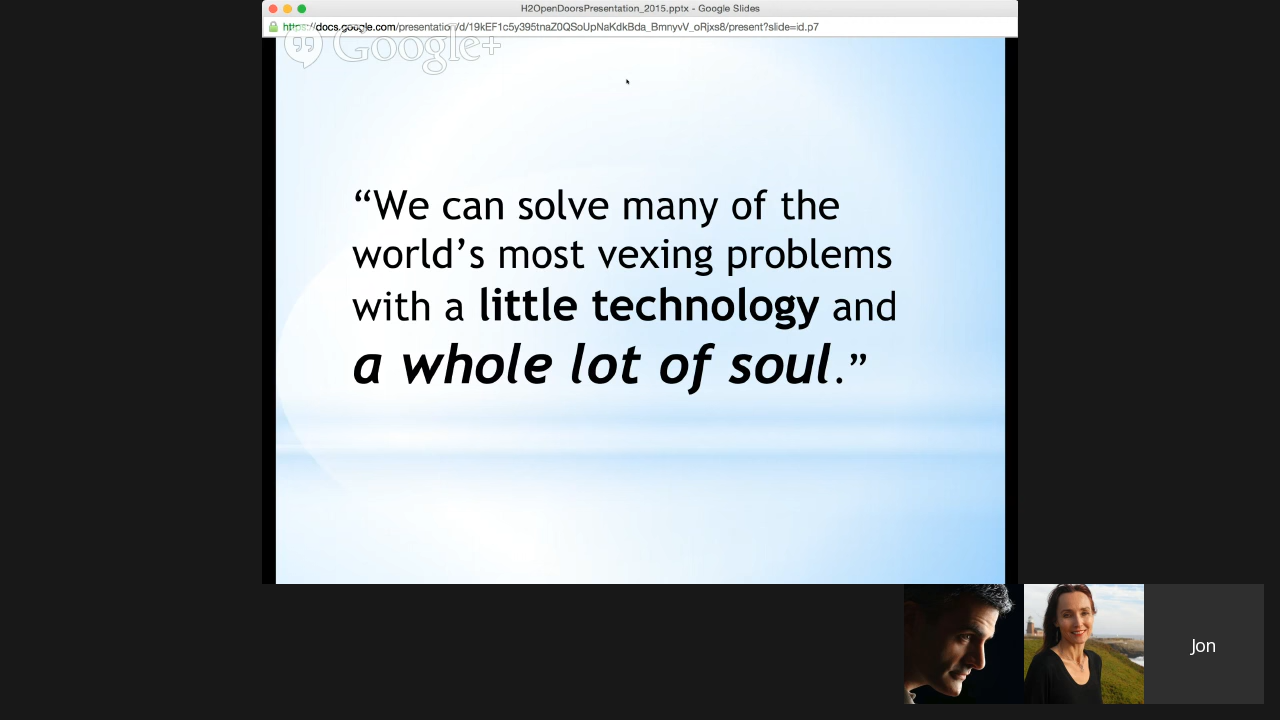 H2OpenDoorsPresentation_2015.pptx - Google Slides
https://docs.google.com/presentation/d/19kEF1c5y395tnaZ0QSoUpNaKdkBda_BmnyvV_oRjxs8/present?slide=id.p7
Google+
“We can solve many of the
world’s most vexing problems
with a little technology and
a whole lot of soul.”
Jon